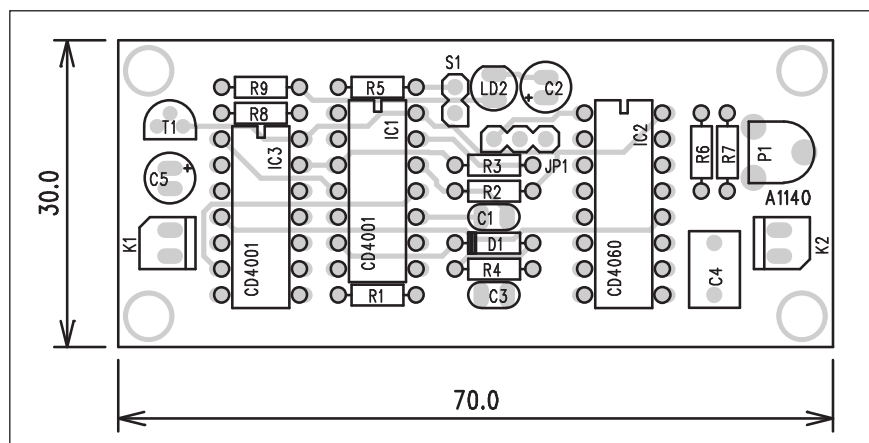 S1
R9
R5
LD2
C2
+
R8
T1
IC3
IC1
IC2
R6
R7
P1
R3
JP1
C5
+
R2
A1140
C1
K1
CD4001
CD4001
D1
CD4060
K2
R4
C4
R1
C3
30.0
70.0